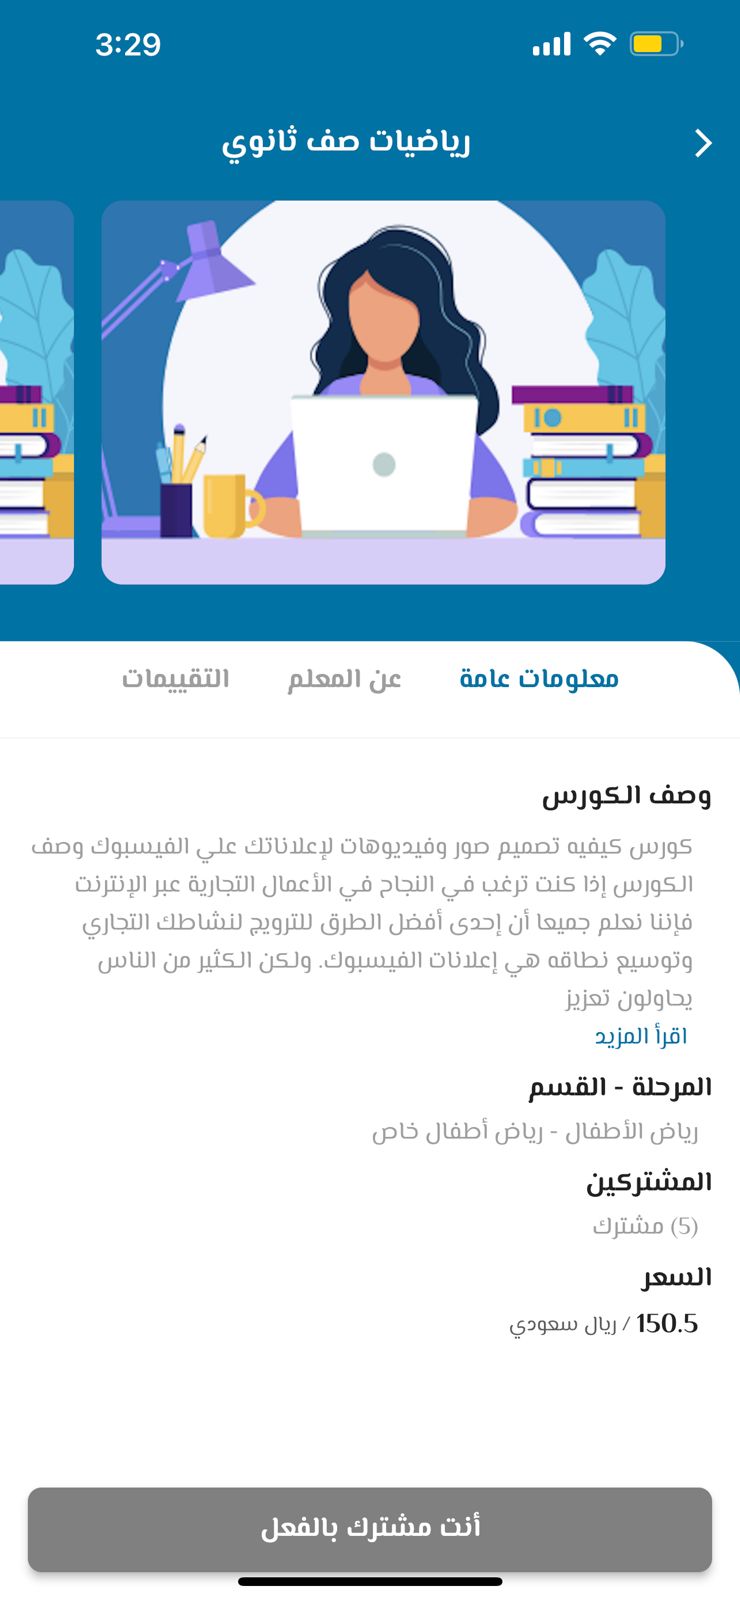 3:29
رياضيات صف ثانوي
معلومات عامة
عن المعلم
التقييمات
وصف الكورس
كورس كيفيه تصميم صور وفيديوهات لإعلاناتك علي الفيسبوك وصف
الكورس إذا كنت ترغب في النجاح في الأعمال التجارية عبر الإنترنت
فإننا نعلم جميعا أن إحدى أفضل الطرق للترويج لنشاطك التجاري
وتوسيع نطاقه هي إعلانات الفيسبوك. ولكن الكثير من الناس
يحاولون تعزيز
اقرأ المزيد
المرحلة - القسم
رياض الأطفال - رياض أطفال خاص
المشتركين
(5) مشترك
السعر
150.5 / ريال سعودي
أنت مشترك بالفعل